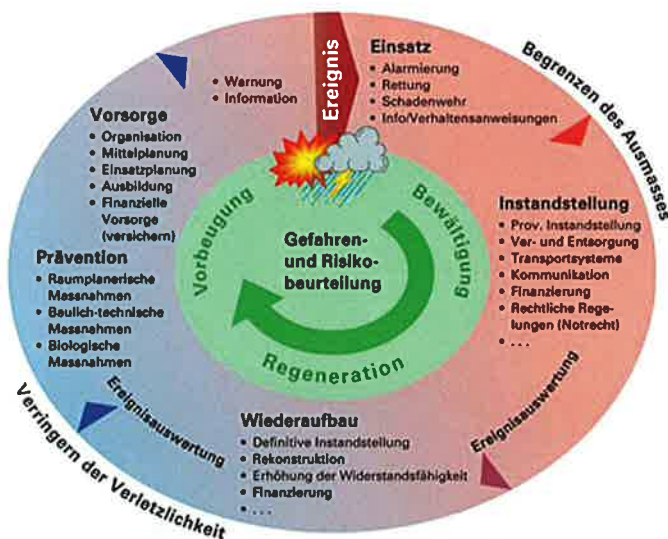 Ereignis
Einsatz
• Alarmierung
• Rettung
• Schadenwehr
• Info/Verhaltensanweisungen
Begrenzen des Ausmasses
Instandstellung
• Prov. Instandstellung
• Ver- und Entsorgung
• Transportsysteme
• Kommunikation
• Finanzierung
• Rechtliche Rege-
lungen (Notrecht)
• . . .
Ereignisauswertung
Wiederaufbau
• Definitive Instandstellung
• Rekonstruktion
• Erhöhung der Widerstandsfähigkeit
• Finanzierung
• . . .
Ereignisauswertung
Verringern der Verletzlichkeit
Prävention
• Raumplanerische
Massnahmen
• Baulich-technische
Massnahmen
• Biologische
Massnahmen
Vorsorge
• Organisation
• Mittelplanung
• Einsatzplanung
• Ausbildung
• Finanzielle
Vorsorge
(versichern)
• Warnung
• Information
Bewältigung
Regeneration
Vorbeugung
Gefahren-
und Risiko-
beurteilung